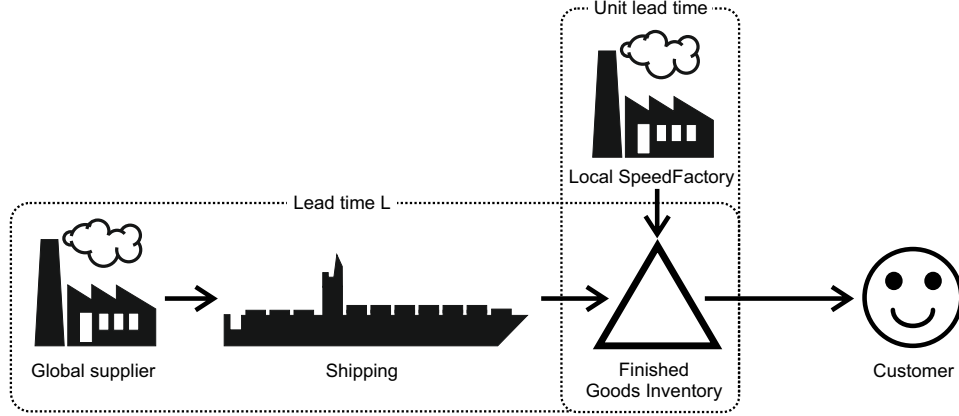 Unit lead time
Local SpeedFactory
Lead time L
Global supplier
Shipping
Finished
Goods Inventory
Customer